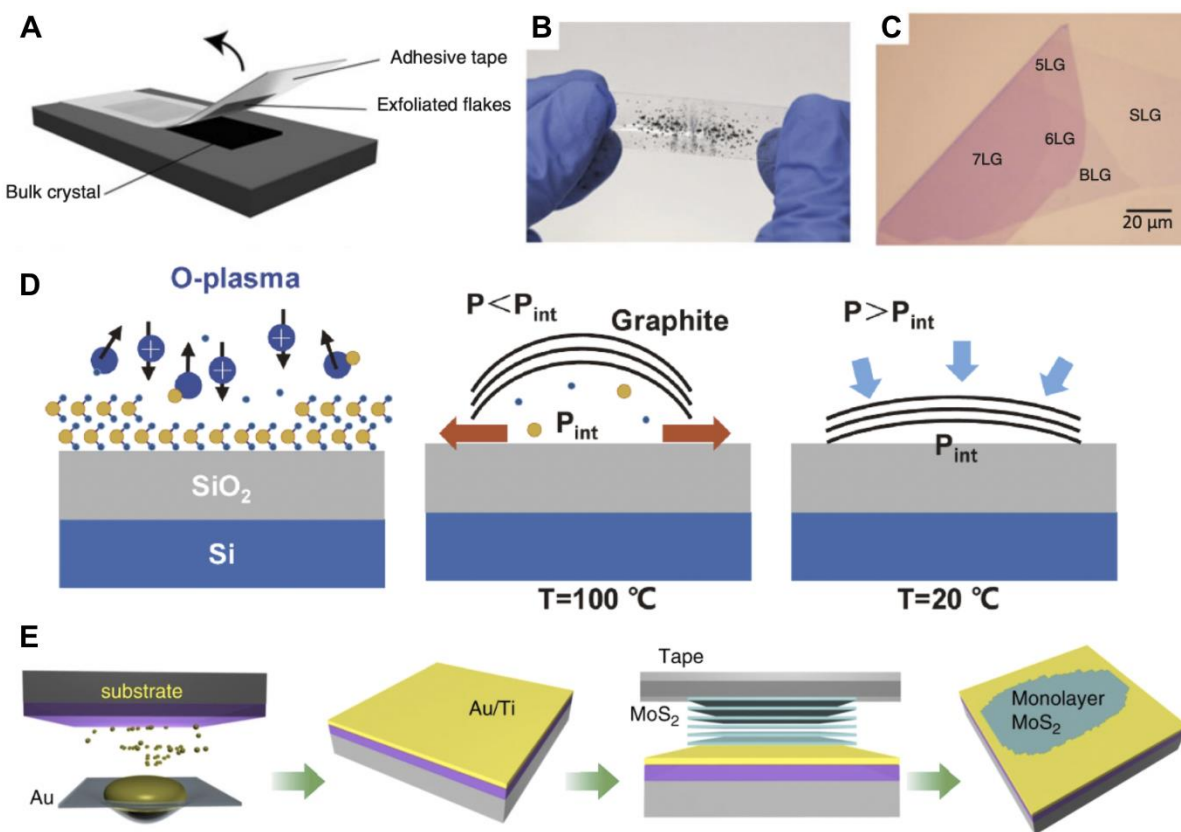 A
Adhesive tape
Exfoliated flakes
Bulk crystal
B
C
5LG
SLG
6LG
7LG
BLG
20 μm
D
O-plasma
SiO₂
Si
P<Pint
Graphite
Pint
T=100 ℃
P>Pint
Pint
T=20 ℃
E
substrate
Au
Au/Ti
Tape
MoS₂
Monolayer
MoS₂